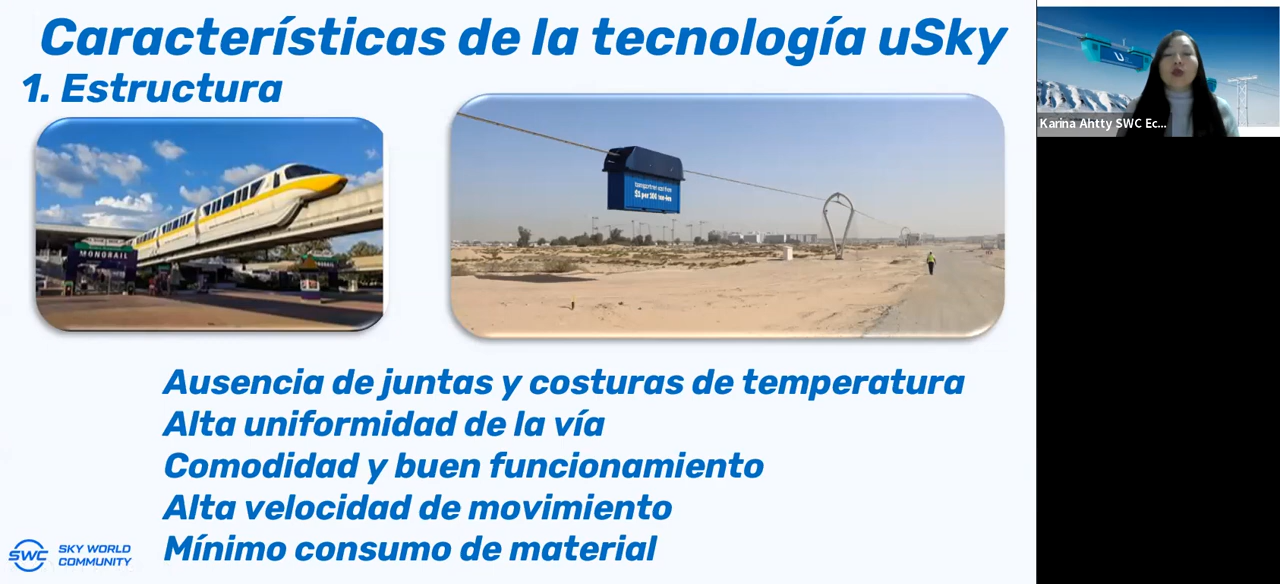 Características de la tecnología uSky
1. Estructura
MONORAIL
Ausencia de juntas y costuras de temperatura
Alta uniformidad de la vía
Comodidad y buen funcionamiento
Alta velocidad de movimiento
Mínimo consumo de material
SWC SKY WORLD
COMMUNITY
Karina Ahtty SWC Ec...